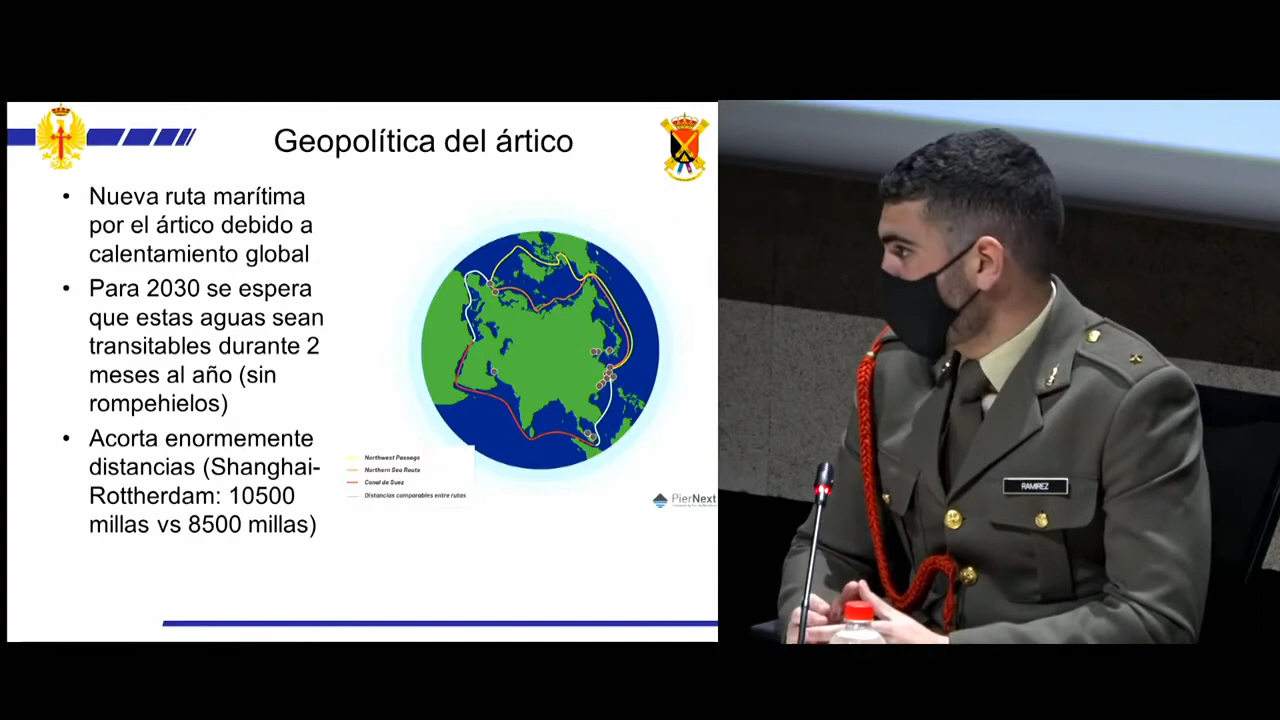 Geopolítica del ártico
• Nueva ruta marítima
por el ártico debido a
calentamiento global
• Para 2030 se espera
que estas aguas sean
transitables durante 2
meses al año (sin
rompehielos)
• Acorta enormemente
distancias (Shanghai-
Rottherdam: 10500
millas vs 8500 millas)
Northwest Passage
Northern Sea Route
Canal de Suez
Distancias comparables entre rutas
PierNext
RAMIREZ